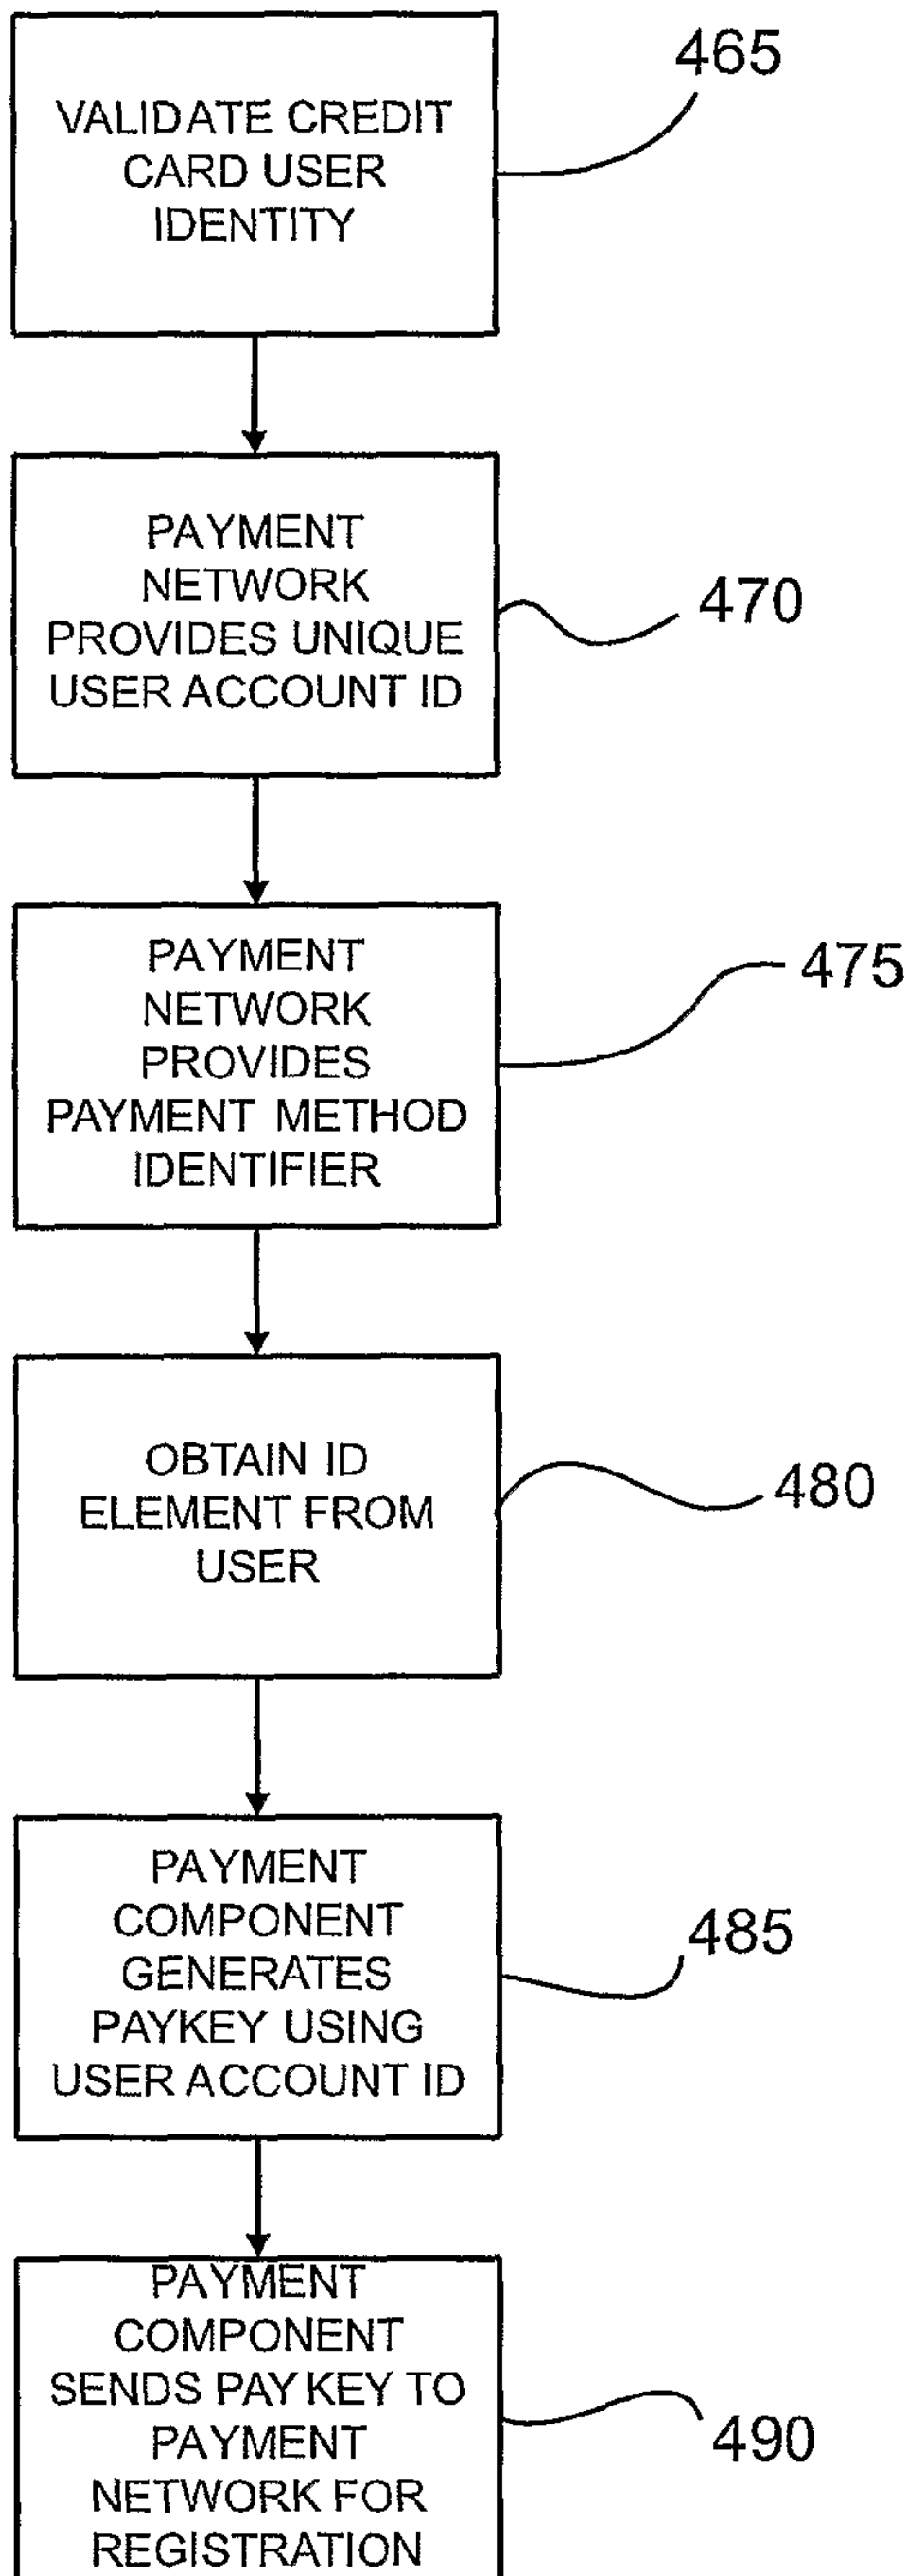 VALIDATE CREDIT
CARD USER
IDENTITY
465
PAYMENT
NETWORK
PROVIDES UNIQUE
USER ACCOUNT ID
470
PAYMENT
NETWORK
PROVIDES
PAYMENT METHOD
IDENTIFIER
475
OBTAIN ID
ELEMENT FROM
USER
480
PAYMENT
COMPONENT
GENERATES
PAYKEY USING
USER ACCOUNT ID
485
PAYMENT
COMPONENT
SENDS PAY KEY TO
PAYMENT
NETWORK FOR
REGISTRATION
490